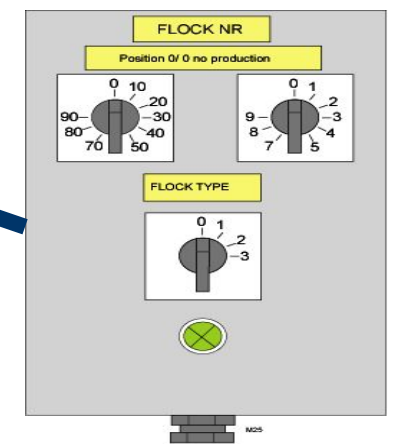 FLOCK NR
Position 0/ 0 no production
0 10 20 30 40 50 70 80 90
0 1 2 3 4 5 7 8 9
FLOCK TYPE
0 1 2 3
M25